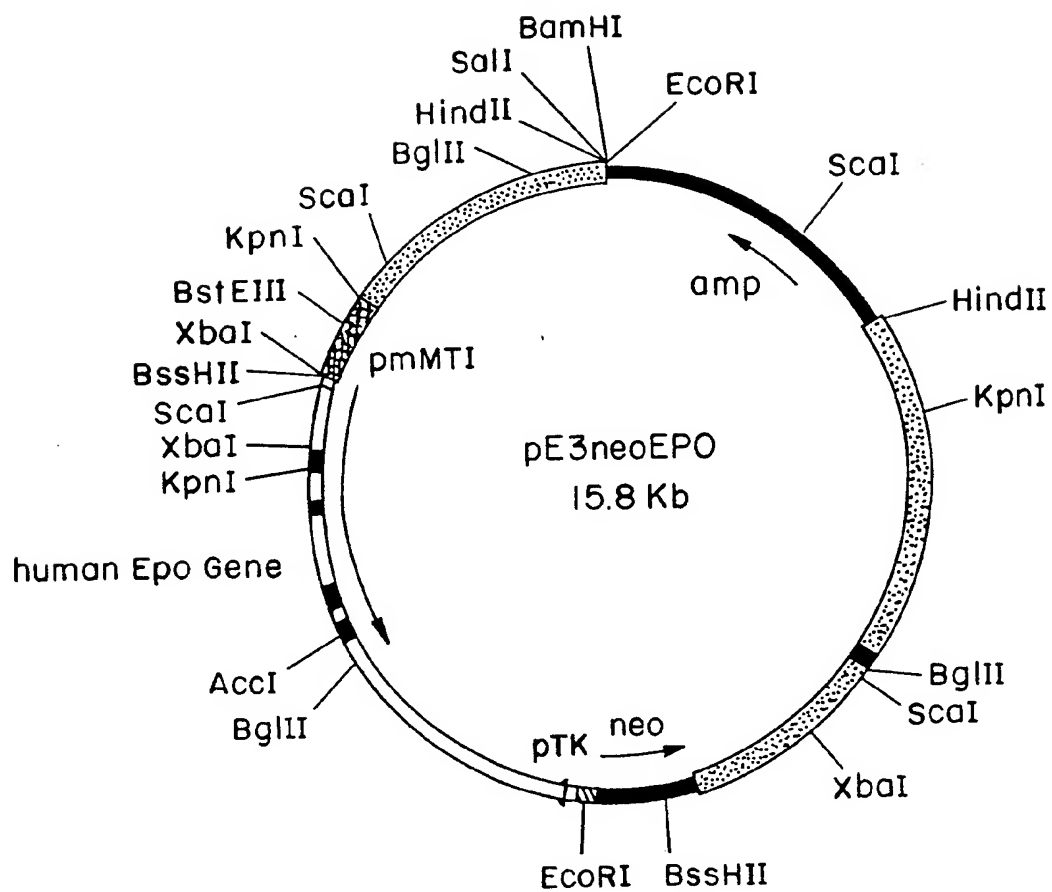 BamHI
SalI
EcoRI
HindII
BglII
ScaI
ScaI
KpnI
BstEIII
amp
HindII
XbaI
BssHII
pmMTI
ScaI
KpnI
XbaI
pE3neoEPO
KpnI
15.8 Kb
human Epo Gene
AccI
BglII
BglII
ScaI
pTK
neo
XbaI
EcoRI
BssHII